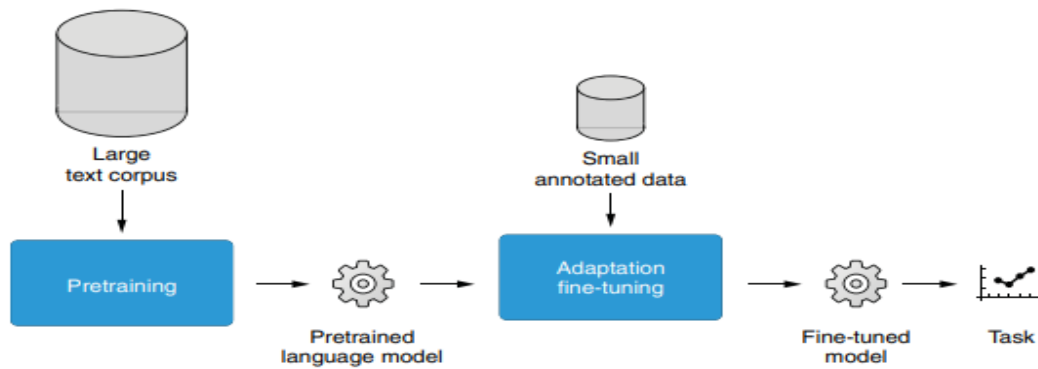 Large
text corpus
Small
annotated data
Pretraining
Adaptation
fine-tuning
Pretrained
language model
Fine-tuned
model
Task